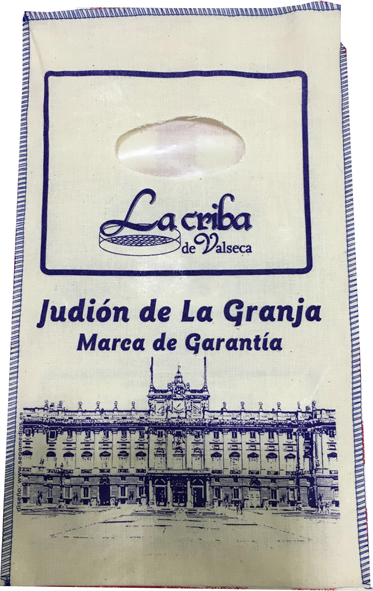 La criba
de Valseca
Judión de La Granja
Marca de Garantía